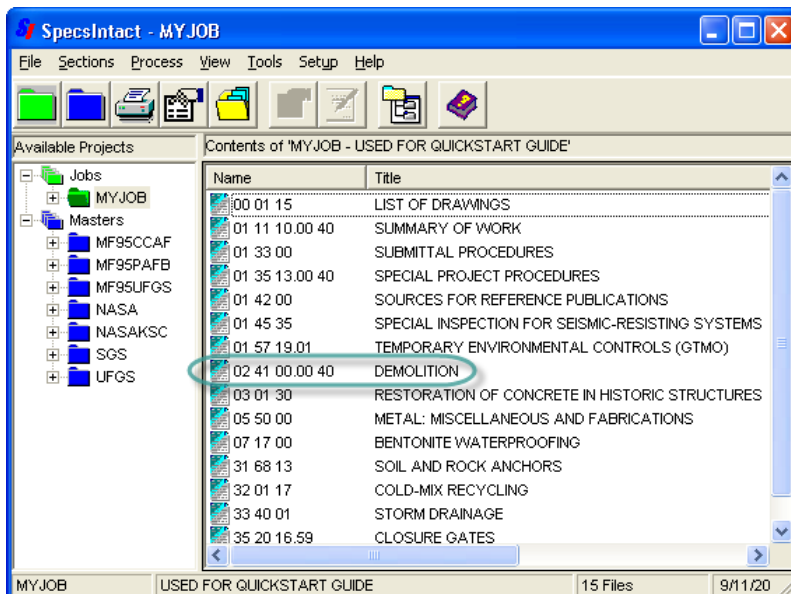 SpecsIntact - MYJOB
File Sections Process View Tools Setup Help
Available Projects
Contents of 'MYJOB - USED FOR QUICKSTART GUIDE'
Jobs
MYJOB
Masters
MF95CCAF
MF95PAFB
MF95UFGS
NASA
NASAKSC
SGS
UFGS
Name Title
00 01 15 LIST OF DRAWINGS
01 11 10.00 40 SUMMARY OF WORK
01 33 00 SUBMITTAL PROCEDURES
01 35 13.00 40 SPECIAL PROJECT PROCEDURES
01 42 00 SOURCES FOR REFERENCE PUBLICATIONS
01 45 35 SPECIAL INSPECTION FOR SEISMIC-RESISTING SYSTEMS
01 57 19.01 TEMPORARY ENVIRONMENTAL CONTROLS (GTMO)
02 41 00.00 40 DEMOLITION
03 01 30 RESTORATION OF CONCRETE IN HISTORIC STRUCTURES
05 50 00 METAL: MISCELLANEOUS AND FABRICATIONS
07 17 00 BENTONITE WATERPROOFING
31 68 13 SOIL AND ROCK ANCHORS
32 01 17 COLD-MIX RECYCLING
33 40 01 STORM DRAINAGE
35 20 16.59 CLOSURE GATES
MYJOB USED FOR QUICKSTART GUIDE 15 Files 9/11/20